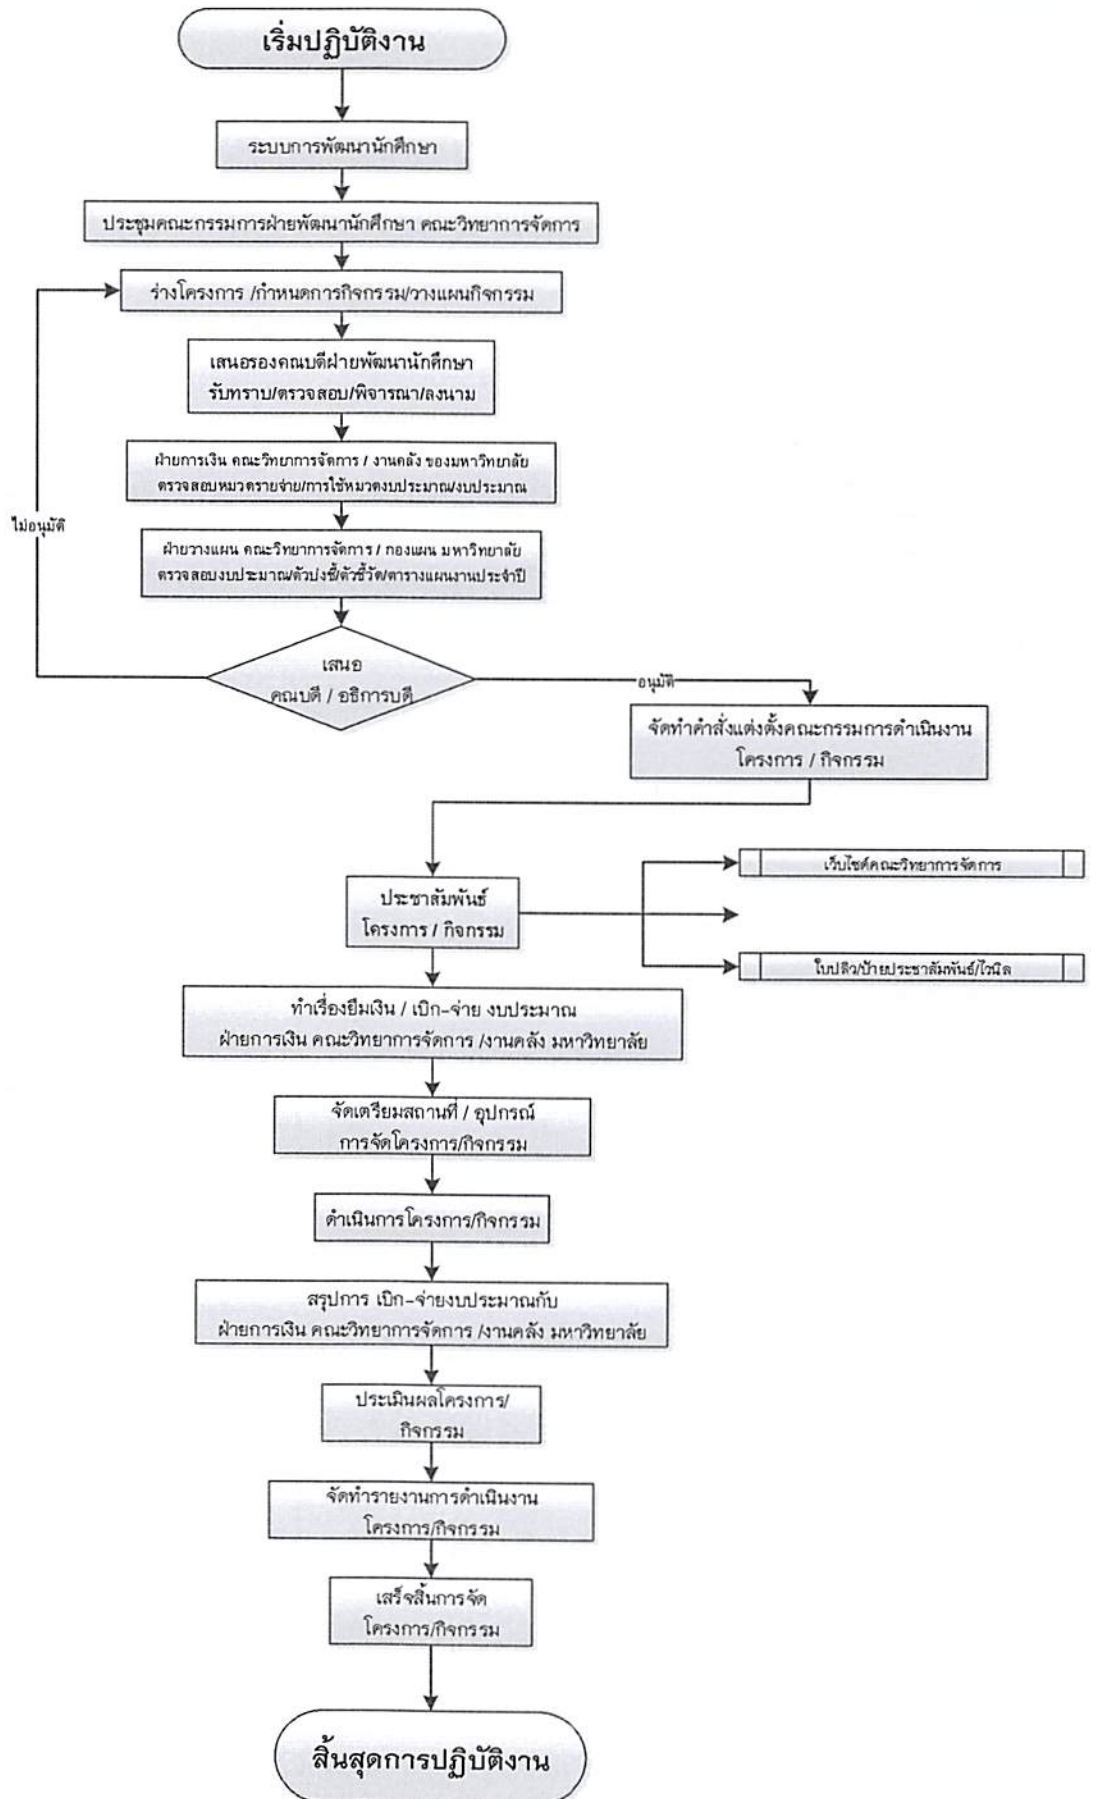 เริ่มปฏิบัติงาน
ระบบการพัฒนานักศึกษา
ประชุมคณะกรรมการฝ่ายพัฒนานักศึกษา คณะวิทยาการจัดการ
ร่างโครงการ /กำหนดการกิจกรรม/วางแผนกิจกรรม
เสนอรองคณบดีฝ่ายพัฒนานักศึกษา
รับทราบ/ตรวจสอบ/พิจารณา/ลงนาม
ฝ่ายการเงิน คณะวิทยาการจัดการ / งานคลัง ของมหาวิทยาลัย
ตรวจสอบหมวดรายจ่าย/การใช้หมวดงบประมาณ/งบประมาณ
ไม่อนุมัติ
ฝ่ายวางแผน คณะวิทยาการจัดการ / กองแผน มหาวิทยาลัย
ตรวจสอบงบประมาณ/ตัวบ่งชี้/ตัวชี้วัด/ตารางแผนงานประจำปี
เสนอ
คณบดี / อธิการบดี
อนุมัติ
จัดทำคำสั่งแต่งตั้งคณะกรรมการดำเนินงาน
โครงการ / กิจกรรม
ประชาสัมพันธ์
โครงการ / กิจกรรม
เว็บไซต์คณะวิทยาการจัดการ
ใบปลิว/ป้ายประชาสัมพันธ์/ไวนิล
ทำเรื่องยืมเงิน / เบิก-จ่าย งบประมาณ
ฝ่ายการเงิน คณะวิทยาการจัดการ /งานคลัง มหาวิทยาลัย
จัดเตรียมสถานที่ / อุปกรณ์
การจัดโครงการ/กิจกรรม
ดำเนินการโครงการ/กิจกรรม
สรุปการ เบิก-จ่ายงบประมาณกับ
ฝ่ายการเงิน คณะวิทยาการจัดการ /งานคลัง มหาวิทยาลัย
ประเมินผลโครงการ/
กิจกรรม
จัดทำรายงานการดำเนินงาน
โครงการ/กิจกรรม
เสร็จสิ้นการจัด
โครงการ/กิจกรรม
สิ้นสุดการปฏิบัติงาน